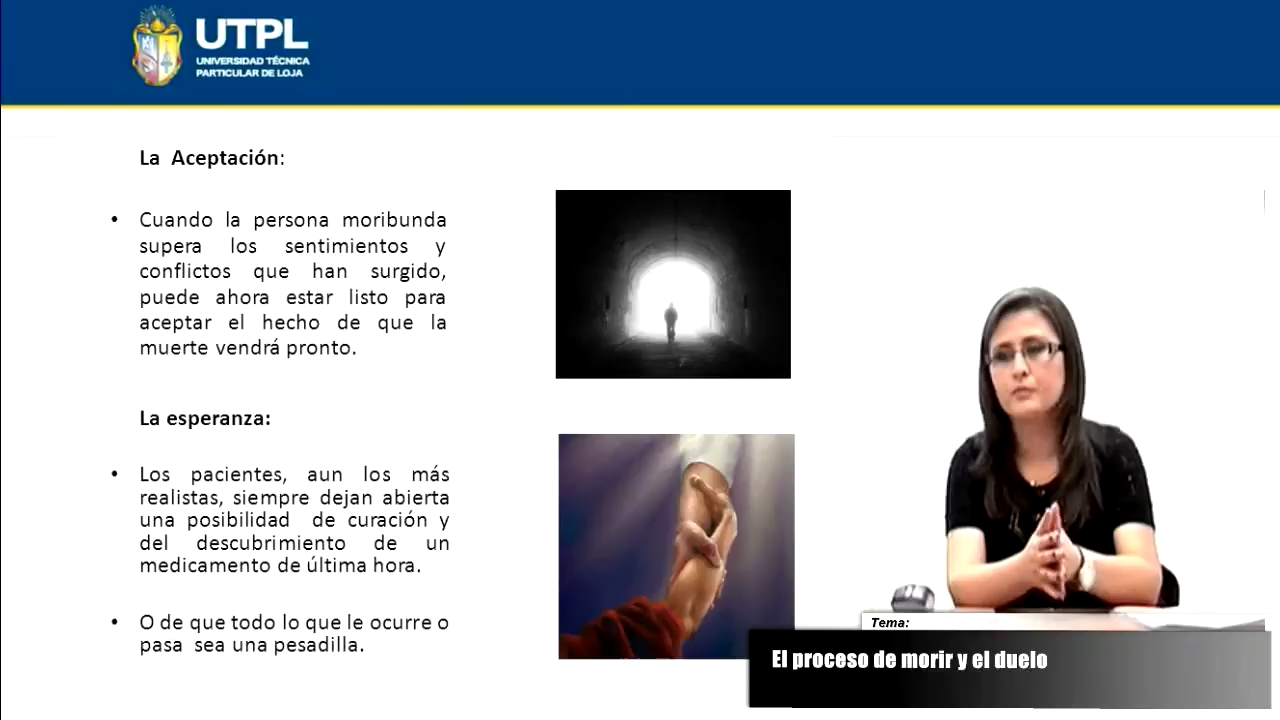 UTPL
UNIVERSIDAD TÉCNICA
PARTICULAR DE LOJA
La Aceptación:
• Cuando la persona moribunda
supera los sentimientos y
conflictos que han surgido,
puede ahora estar listo para
aceptar el hecho de que la
muerte vendrá pronto.
La esperanza:
• Los pacientes, aun los más
realistas, siempre dejan abierta
una posibilidad de curación y
del descubrimiento de un
medicamento de última hora.
• O de que todo lo que le ocurre o
pasa sea una pesadilla.
Tema:
El proceso de morir y el duelo